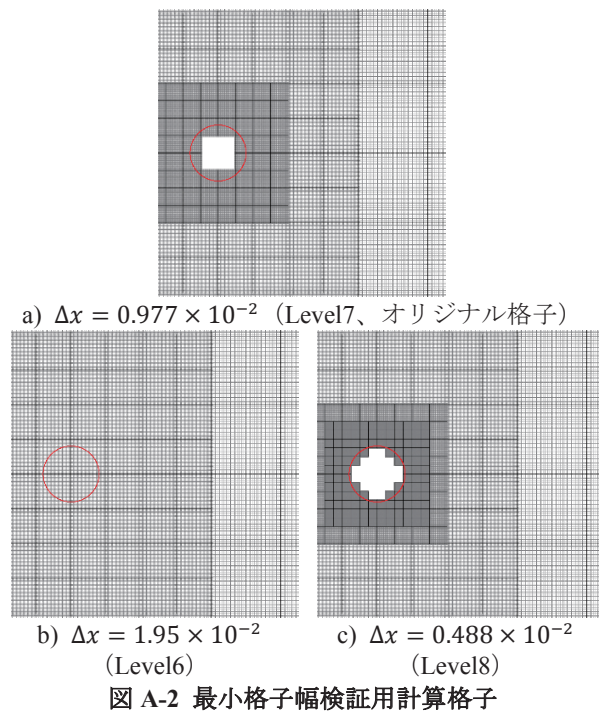 a) Δx = 0.977 × 10⁻² (Level7、オリジナル格子)
b) Δx = 1.95 × 10⁻²
(Level6)
c) Δx = 0.488 × 10⁻²
(Level8)
図 A-2 最小格子幅検証用計算格子